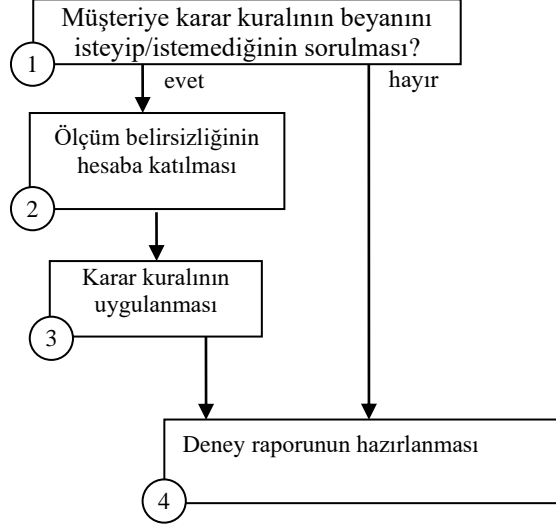 Müşteriye karar kuralının beyanını
isteyip/istemediğinin sorulması?
1
evet
hayır
Ölçüm belirsizliğinin
hesaba katılması
2
Karar kuralının
uygulanması
3
Deney raporunun hazırlanması
4